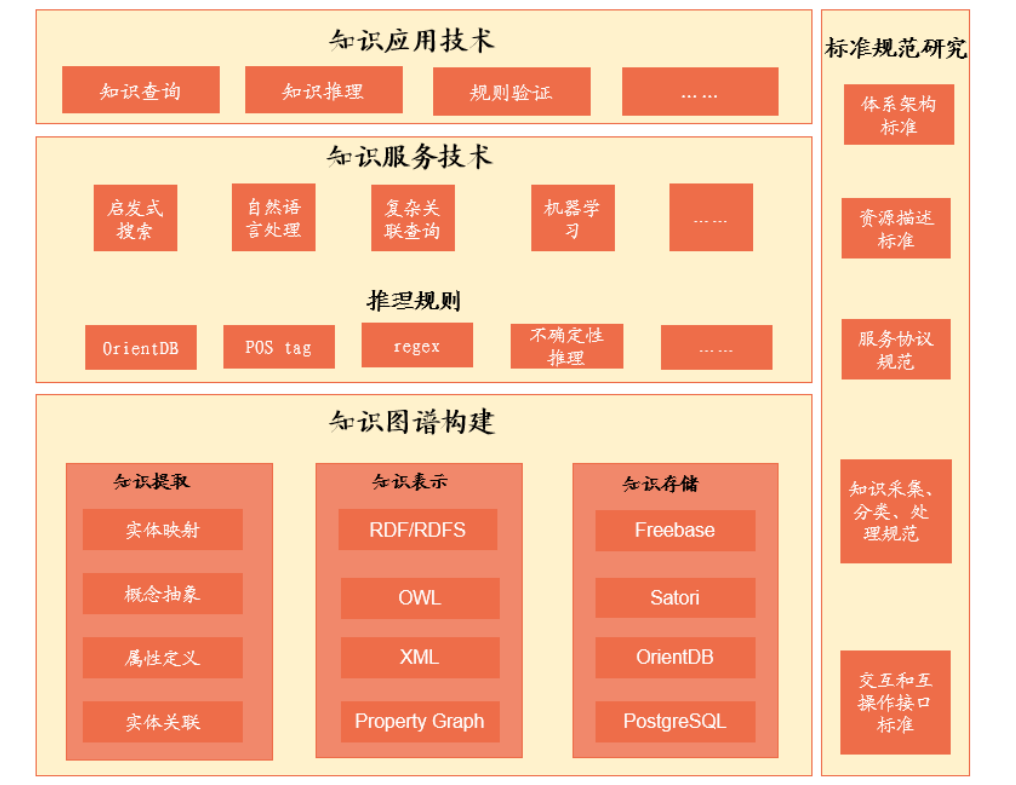 知识应用技术
知识查询
知识推理
规则验证
……
知识服务技术
启发式
搜索
自然语
言处理
复杂关
联查询
机器学
习
……
推理规则
OrientDB
POS tag
regex
不确定性
推理
……
知识图谱构建
知识提取
实体映射
概念抽象
属性定义
实体关联
知识表示
RDF/RDFS
OWL
XML
Property Graph
知识存储
Freebase
Satori
OrientDB
PostgreSQL
标准规范研究
体系架构
标准
资源描述
标准
服务协议
规范
知识采集、
分类、处
理规范
交互和互
操作接口
标准